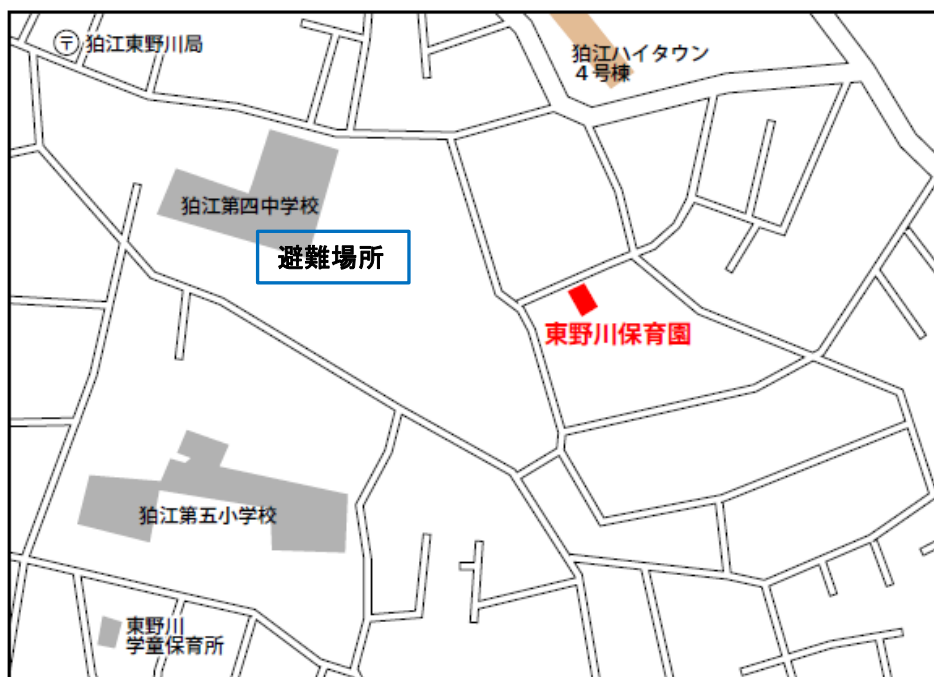 〒 狛江東野川局
狛江ハイタウン
4号棟
狛江第四中学校
避難場所
東野川保育園
狛江第五小学校
東野川
学童保育所